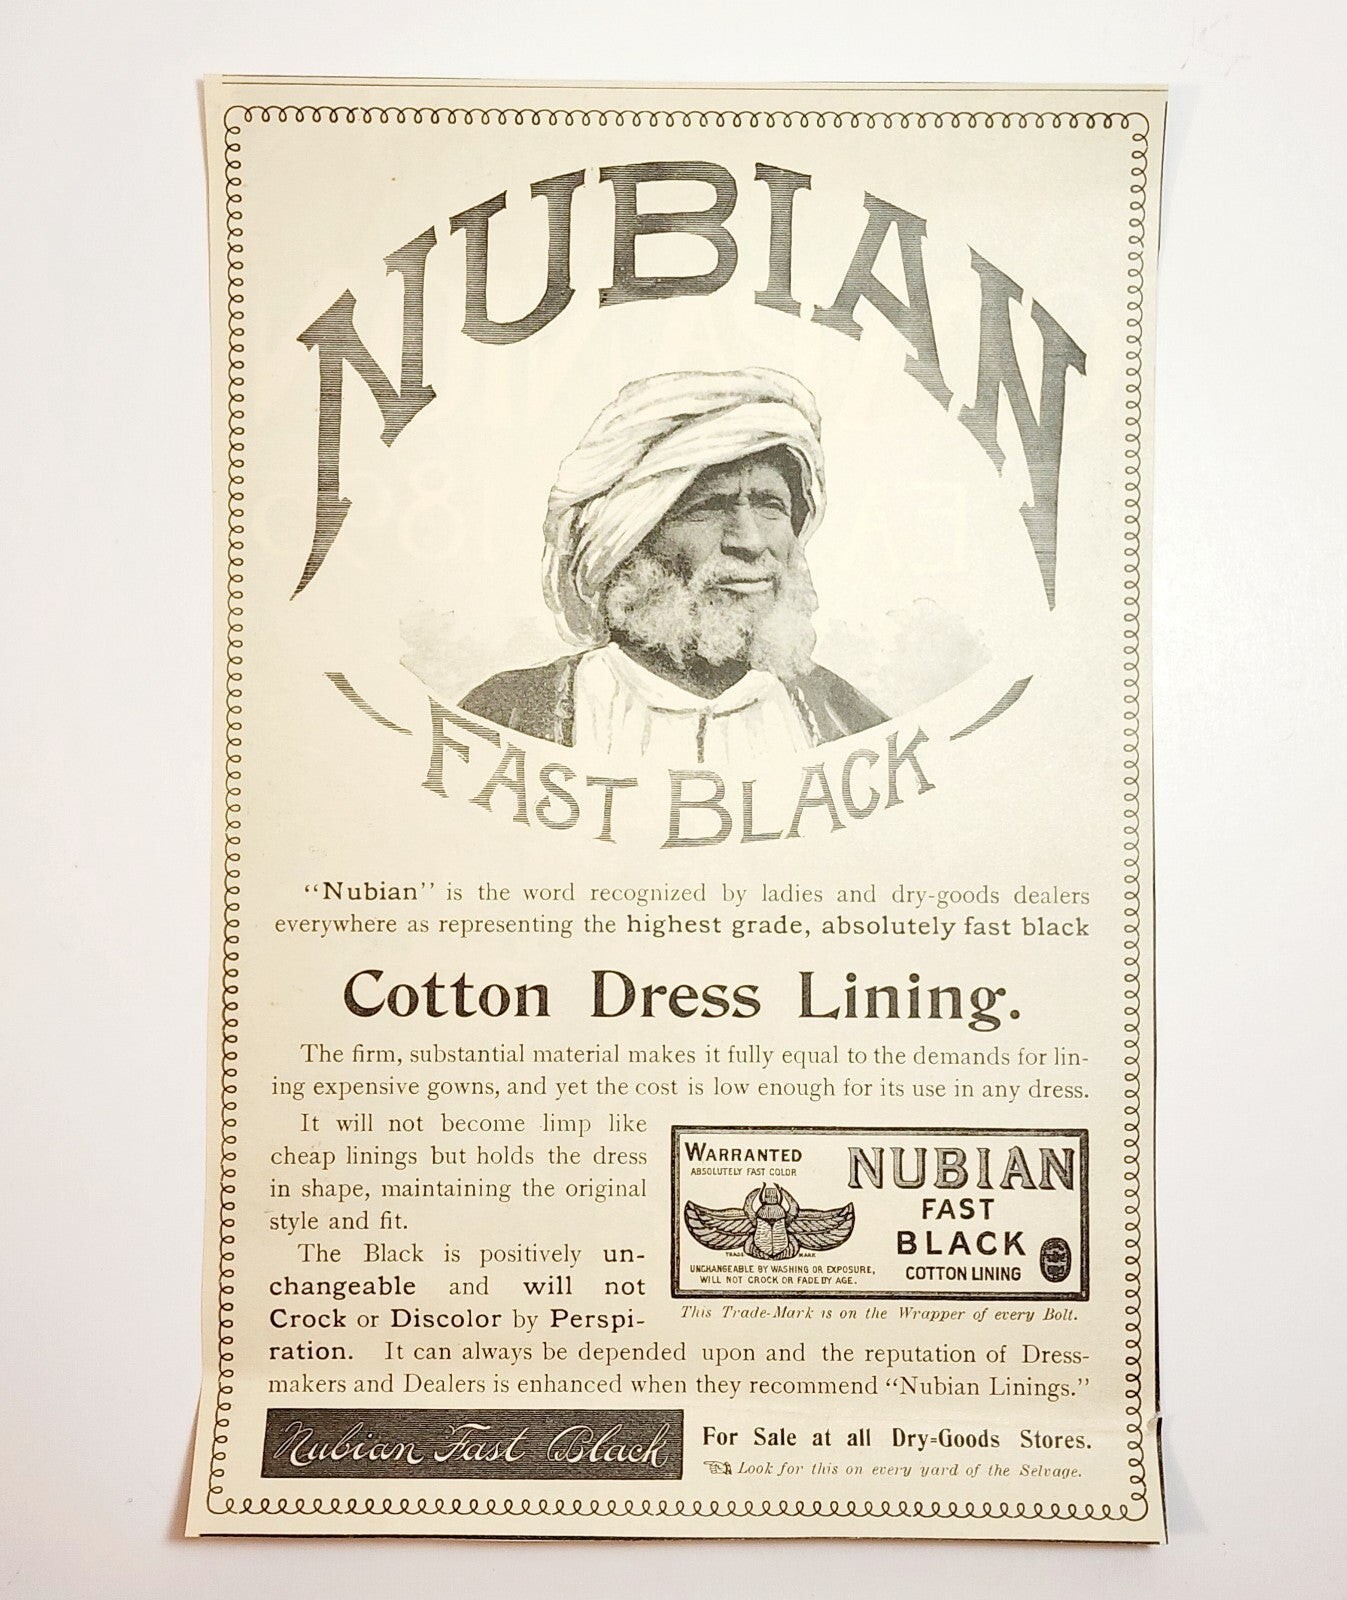 NUBIAN
FAST BLACK
“Nubian” is the word recognized by ladies and dry-goods dealers
everywhere as representing the highest grade, absolutely fast black
Cotton Dress Lining.
The firm, substantial material makes it fully equal to the demands for lin-
ing expensive gowns, and yet the cost is low enough for its use in any dress.
It will not become limp like
cheap linings but holds the dress
in shape, maintaining the original
style and fit.
The Black is positively un-
changeable and will not
Crock or Discolor by Perspi-
ration. It can always be depended upon and the reputation of Dress-
makers and Dealers is enhanced when they recommend “Nubian Linings.”
WARRANTED
ABSOLUTELY FAST COLOR
TRADE MARK
UNCHANGEABLE BY WASHING OR EXPOSURE,
WILL NOT CROCK OR FADE BY AGE.
NUBIAN
FAST
BLACK
COTTON LINING
This Trade-Mark is on the Wrapper of every Bolt.
Nubian Fast Black
For Sale at all Dry-Goods Stores.
Look for this on every yard of the Selvage.